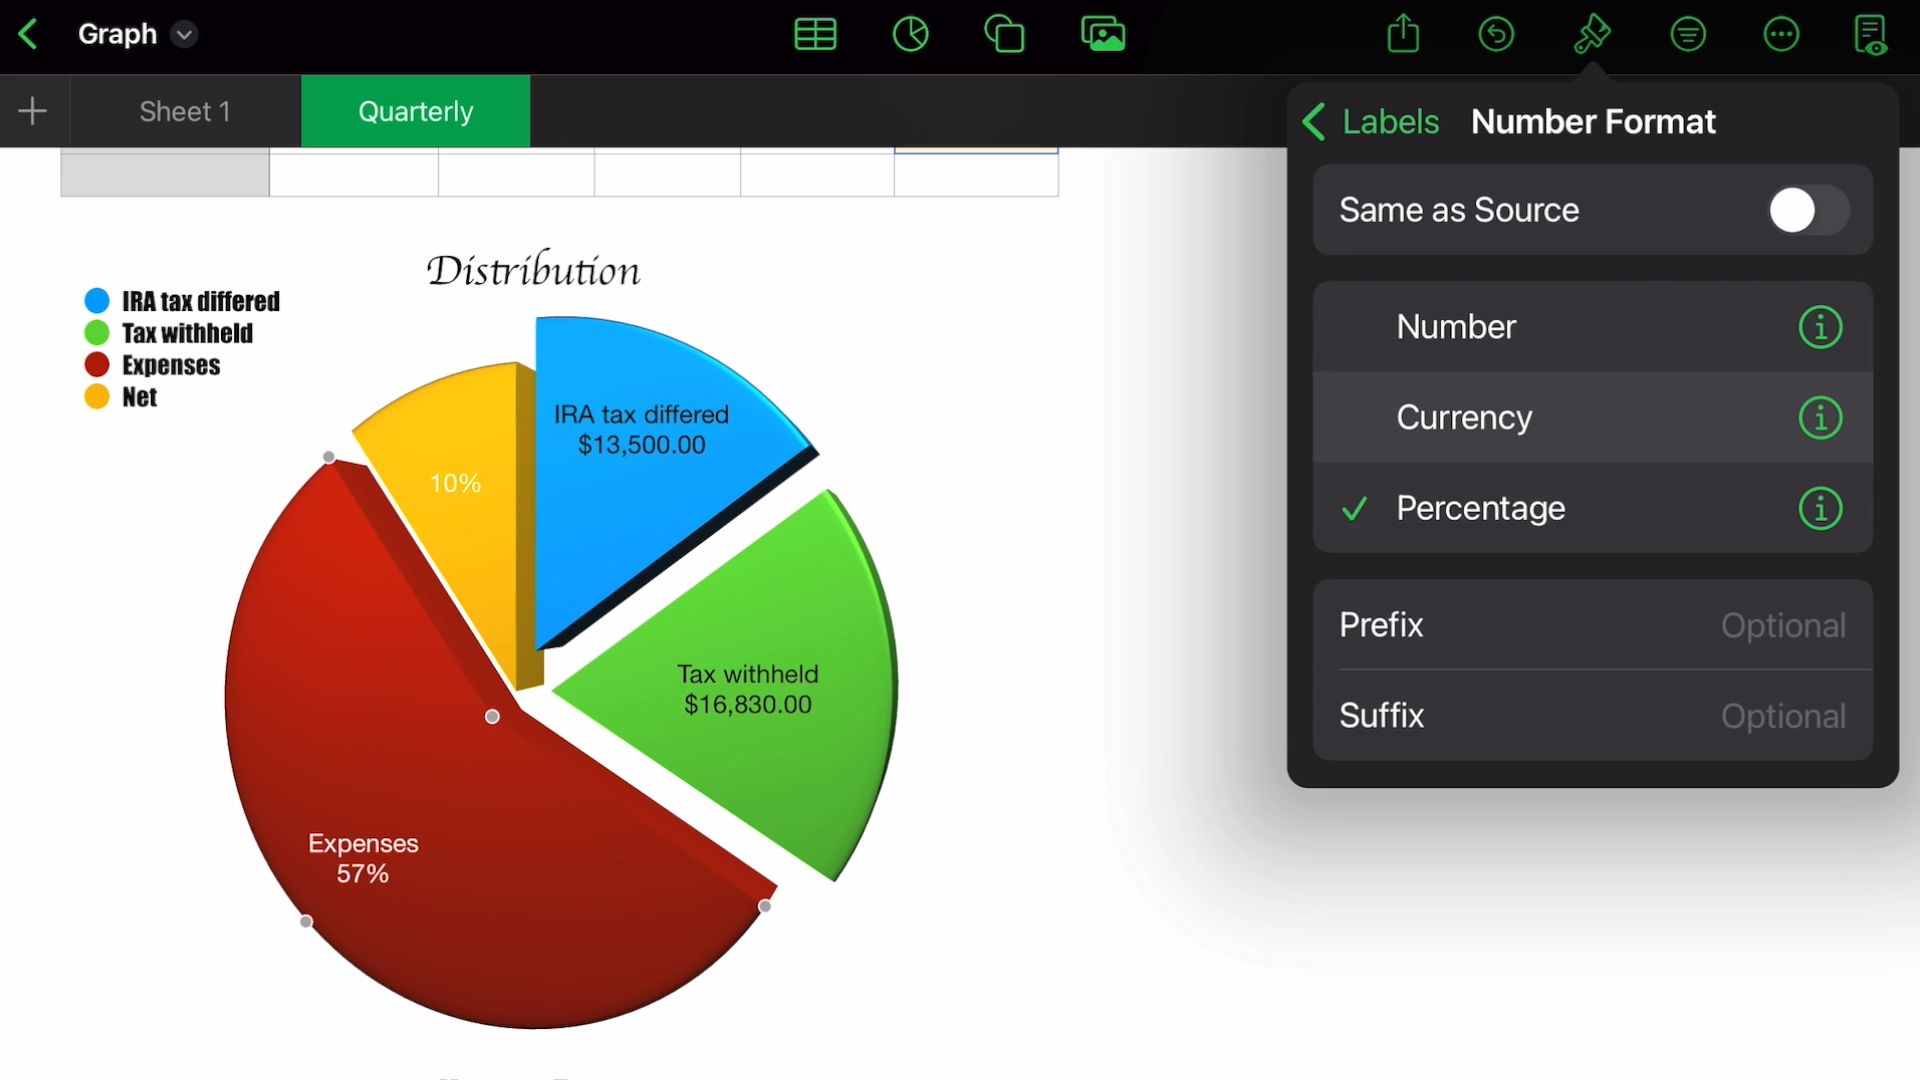 Graph
Sheet 1
Quarterly
Labels
Number Format
Same as Source
Number
Currency
Percentage
Prefix
Optional
Suffix
Optional
Distribution
IRA tax differed
Tax withheld
Expenses
Net
IRA tax differed
$13,500.00
10%
Tax withheld
$16,830.00
Expenses
57%